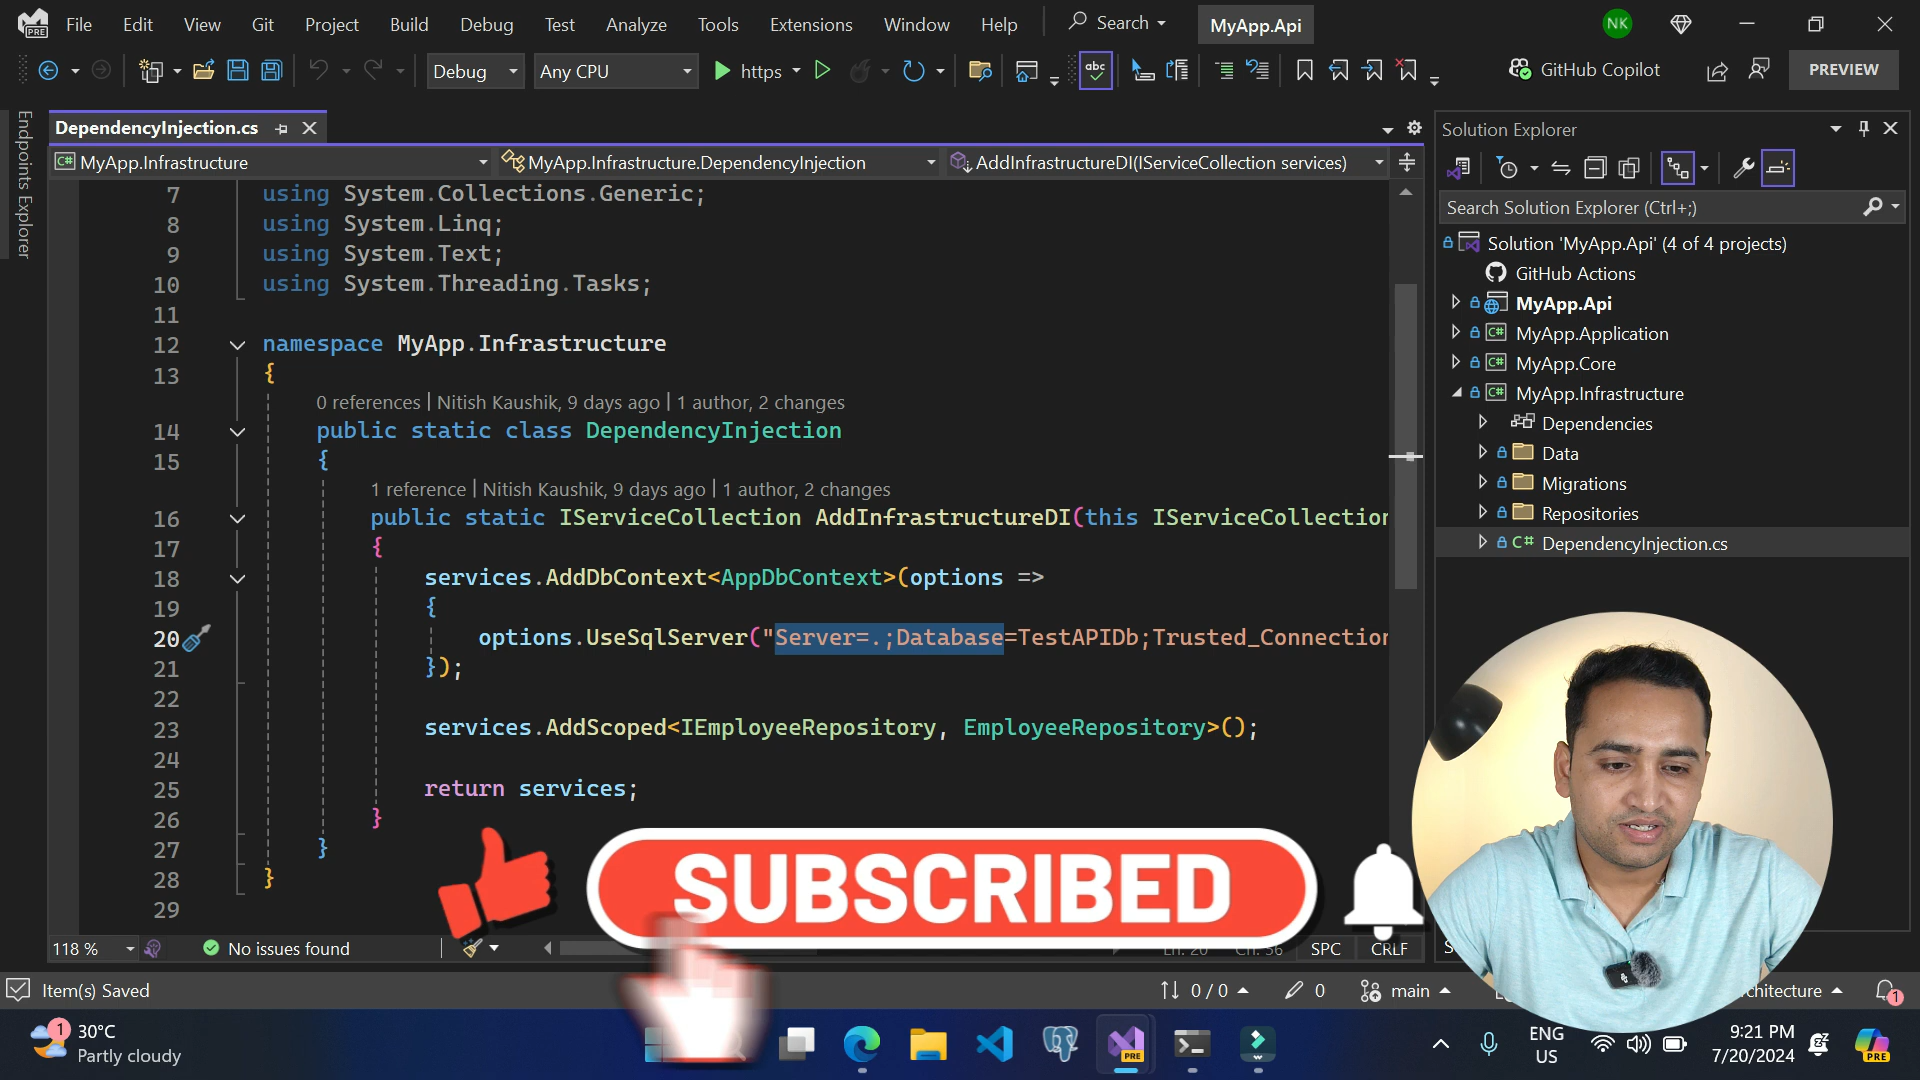 File Edit View Git Project Build Debug Test Analyze Tools Extensions Window Help Search MyApp.Api NK
PRE
Debug Any CPU https abc GitHub Copilot PREVIEW
Endpoints Explorer
DependencyInjection.cs
MyApp.Infrastructure MyApp.Infrastructure.DependencyInjection AddInfrastructureDI(IServiceCollection services)
7 using System.Collections.Generic;
8 using System.Linq;
9 using System.Text;
10 using System.Threading.Tasks;
11
12 namespace MyApp.Infrastructure
13 {
0 references | Nitish Kaushik, 9 days ago | 1 author, 2 changes
14 public static class DependencyInjection
15 {
1 reference | Nitish Kaushik, 9 days ago | 1 author, 2 changes
16 public static IServiceCollection AddInfrastructureDI(this IServiceCollection
17 {
18 services.AddDbContext<AppDbContext>(options =>
19 {
20 options.UseSqlServer("Server=.;Database=TestAPIDb;Trusted_Connection
21 });
22
23 services.AddScoped<IEmployeeRepository, EmployeeRepository>();
24
25 return services;
26 }
27 }
28 }
29
118 % No issues found SPC CRLF
Solution Explorer
Search Solution Explorer (Ctrl+;)
Solution 'MyApp.Api' (4 of 4 projects)
GitHub Actions
MyApp.Api
C# MyApp.Application
C# MyApp.Core
C# MyApp.Infrastructure
Dependencies
Data
Migrations
Repositories
C# DependencyInjection.cs
SUBSCRIBED
Item(s) Saved 0 / 0 0 main 1
1 30°C
Partly cloudy
PRE
ENG
US
9:21 PM
7/20/2024
PRE